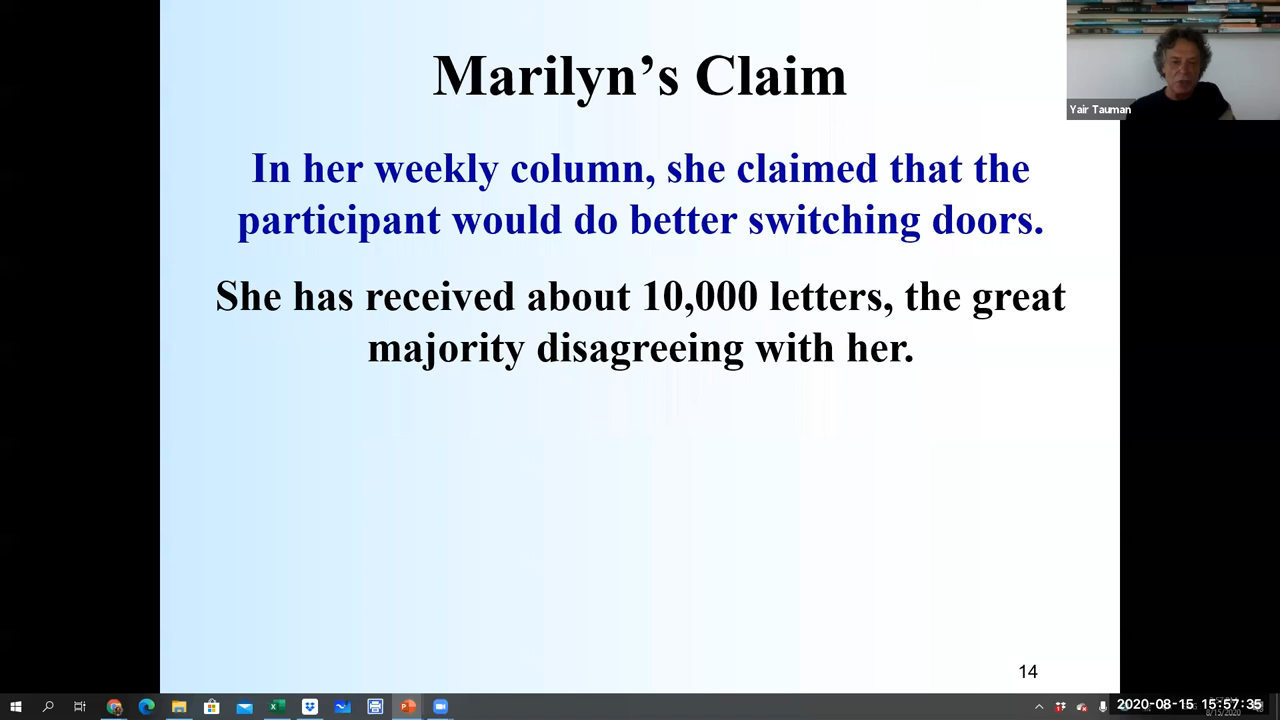 Marilyn’s Claim
Yair Tauman
In her weekly column, she claimed that the
participant would do better switching doors.
She has received about 10,000 letters, the great
majority disagreeing with her.
14
2020-08-15 15:57:35